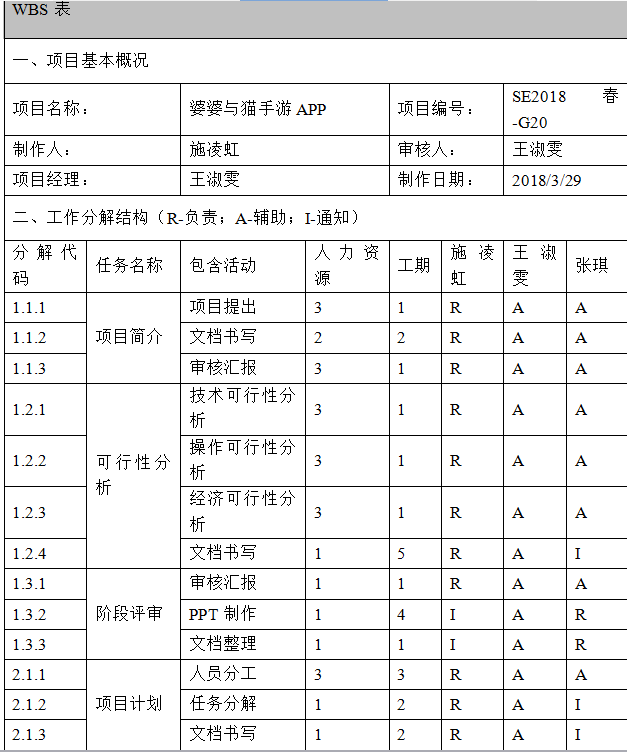 WBS 表
一、项目基本概况
项目名称： 婆婆与猫手游 APP 项目编号： SE2018 春
-G20
制作人： 施凌虹 审核人： 王淑雯
项目经理： 王淑雯 制作日期： 2018/3/29
二、工作分解结构（R-负责；A-辅助；I-通知）
分解代码 任务名称 包含活动 人力资源 工期 施凌虹 王淑雯 张琪
1.1.1 项目简介 项目提出 3 1 R A A
1.1.2 文档书写 2 2 R A A
1.1.3 审核汇报 3 1 R A A
1.2.1 可行性分析 技术可行性分析 3 1 R A A
1.2.2 操作可行性分析 3 1 R A A
1.2.3 经济可行性分析 3 1 R A A
1.2.4 文档书写 1 5 R A I
1.3.1 阶段评审 审核汇报 1 1 R A A
1.3.2 PPT 制作 1 4 I A R
1.3.3 文档整理 1 1 I A R
2.1.1 项目计划 人员分工 3 3 R A A
2.1.2 任务分解 1 2 R A I
2.1.3 文档书写 1 2 R A I